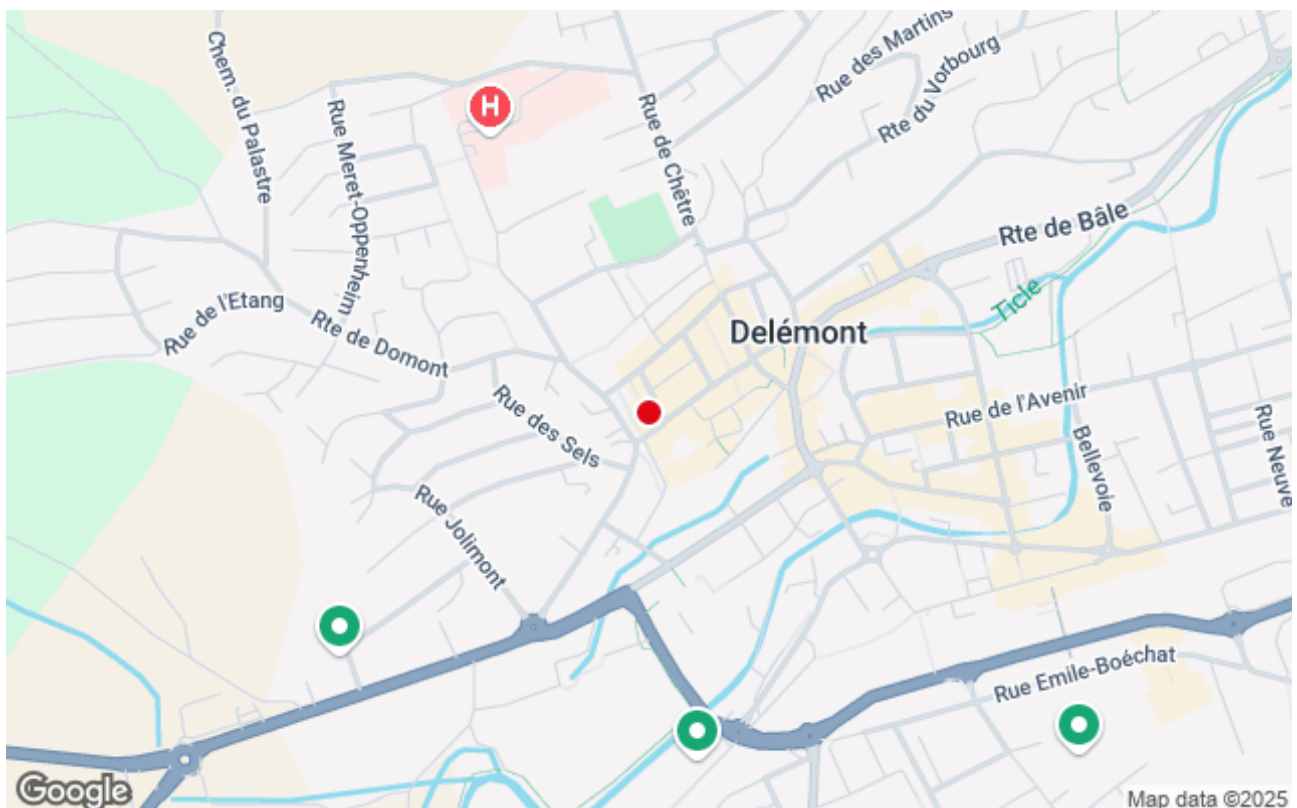 Chem. du Palastre
Rue Meret-Oppenheim
H
Rue de Chêtre
Rue des Martins
Rte du Vorbourg
Rte de Bâle
Rue de l'Etang
Rte de Domont
Delémont
Ticle
Rue des Sels
Rue de l'Avenir
Bellevoie
Rue Neuve
Rue Jolimont
Rue Emile-Boéchat
Google
Map data ©2025